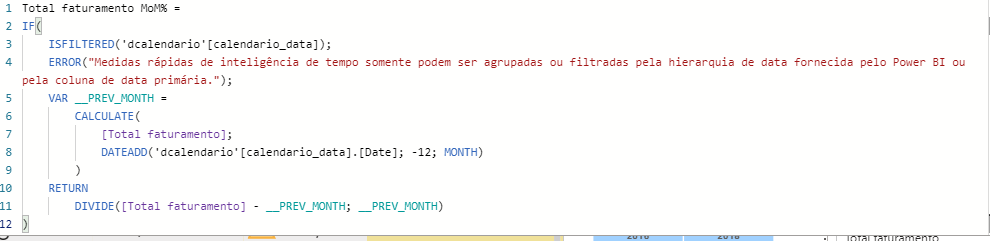 1 Total faturamento MoM% =
2 IF(
3 ISFILTERED('dcalendario'[calendario_data]);
4 ERROR("Medidas rápidas de inteligência de tempo somente podem ser agrupadas ou filtradas pela hierarquia de data fornecida pelo Power BI ou
pela coluna de data primária.");
5 VAR __PREV_MONTH =
6 CALCULATE(
7 [Total faturamento];
8 DATEADD('dcalendario'[calendario_data].[Date]; -12; MONTH)
9 )
10 RETURN
11 DIVIDE([Total faturamento] - __PREV_MONTH; __PREV_MONTH)
12 )
Total faturamento